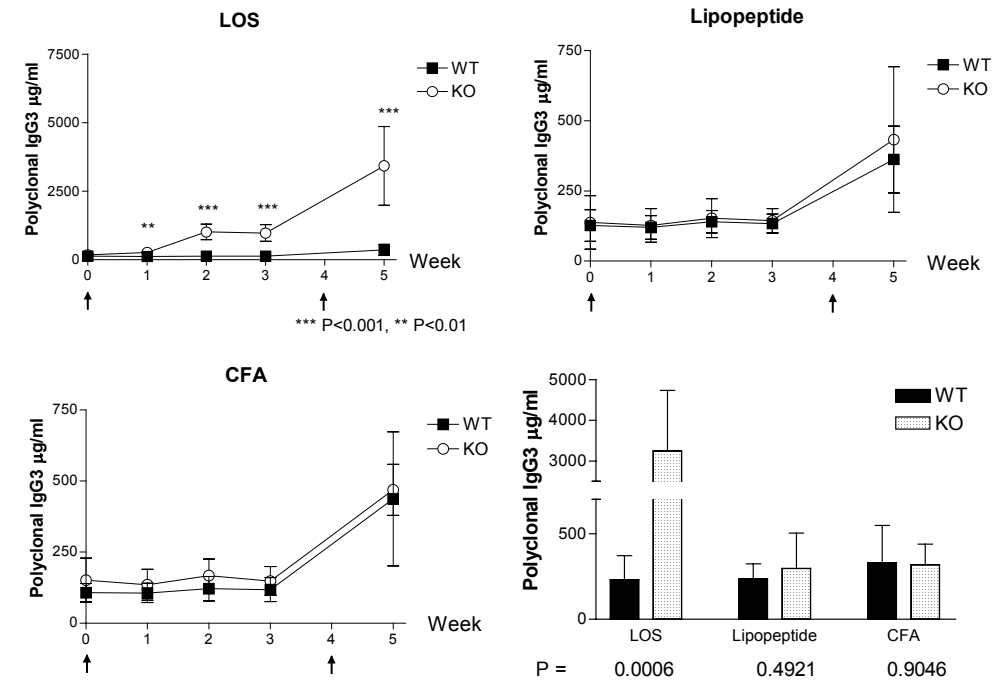 LOS
Polyclonal IgG3 µg/ml
7500
5000
2500
0
WT
KO
**
***
***
***
0 1 2 3 4 5
Week
*** P<0.001, ** P<0.01
Lipopeptide
Polyclonal IgG3 µg/ml
750
500
250
0
WT
KO
0 1 2 3 4 5
Week
CFA
Polyclonal IgG3 µg/ml
750
500
250
0
WT
KO
0 1 2 3 4 5
Week
Polyclonal IgG3 µg/ml
5000
4000
3000
500
0
WT
KO
LOS Lipopeptide CFA
P = 0.0006 0.4921 0.9046